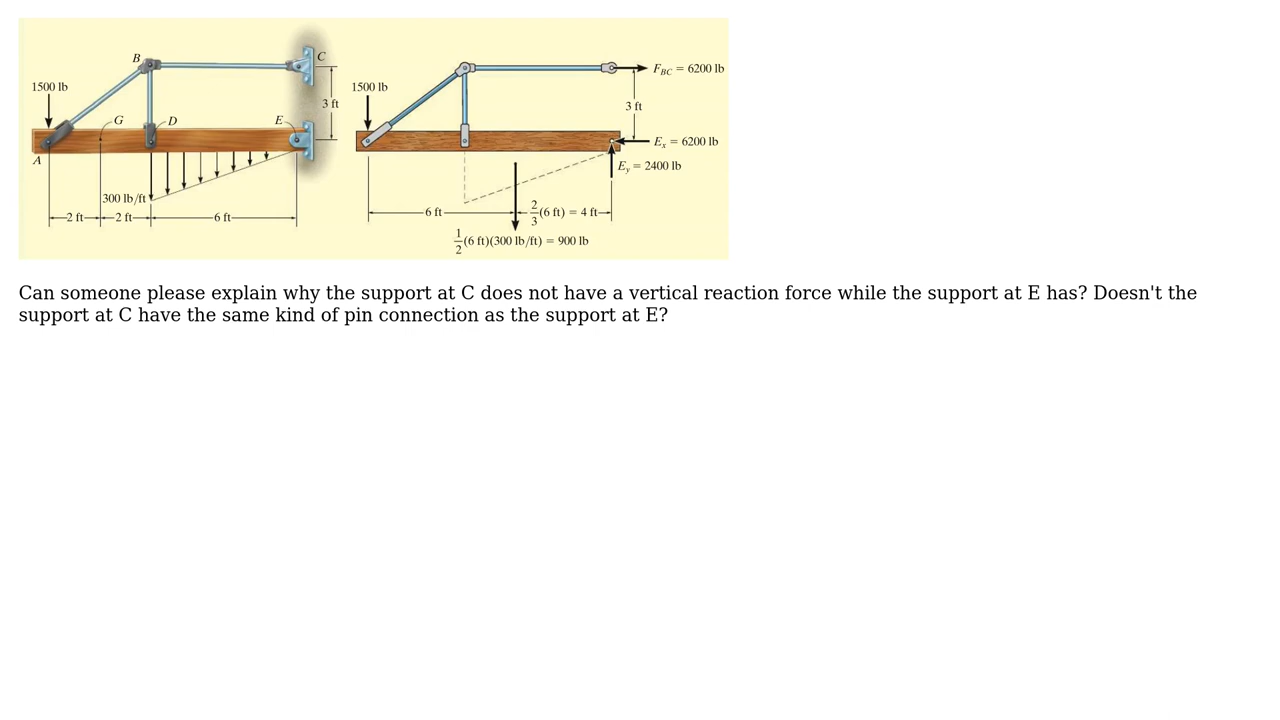 B
C
1500 lb
3 ft
G
D
E
A
300 lb/ft
2 ft
2 ft
6 ft
1500 lb
F_BC = 6200 lb
3 ft
E_x = 6200 lb
E_y = 2400 lb
6 ft
2/3(6 ft) = 4 ft
1/2(6 ft)(300 lb/ft) = 900 lb
Can someone please explain why the support at C does not have a vertical reaction force while the support at E has? Doesn't the
support at C have the same kind of pin connection as the support at E?